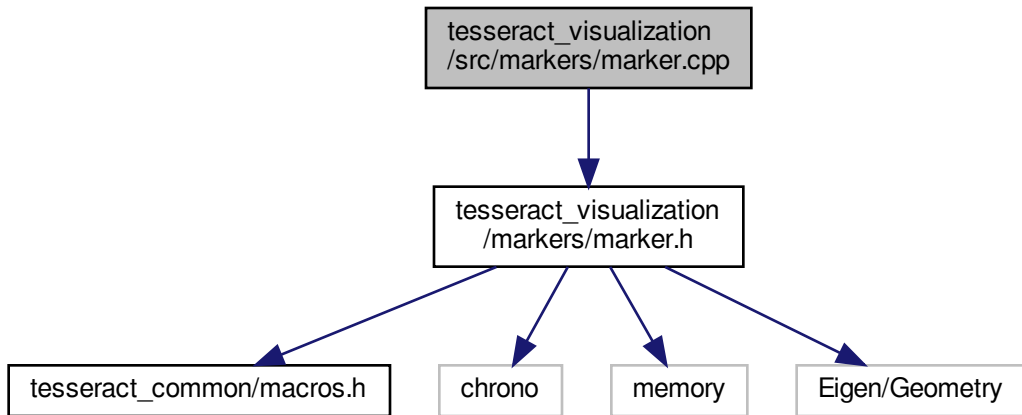 tesseract_visualization
/src/markers/marker.cpp
tesseract_visualization
/markers/marker.h
tesseract_common/macros.h
chrono
memory
Eigen/Geometry